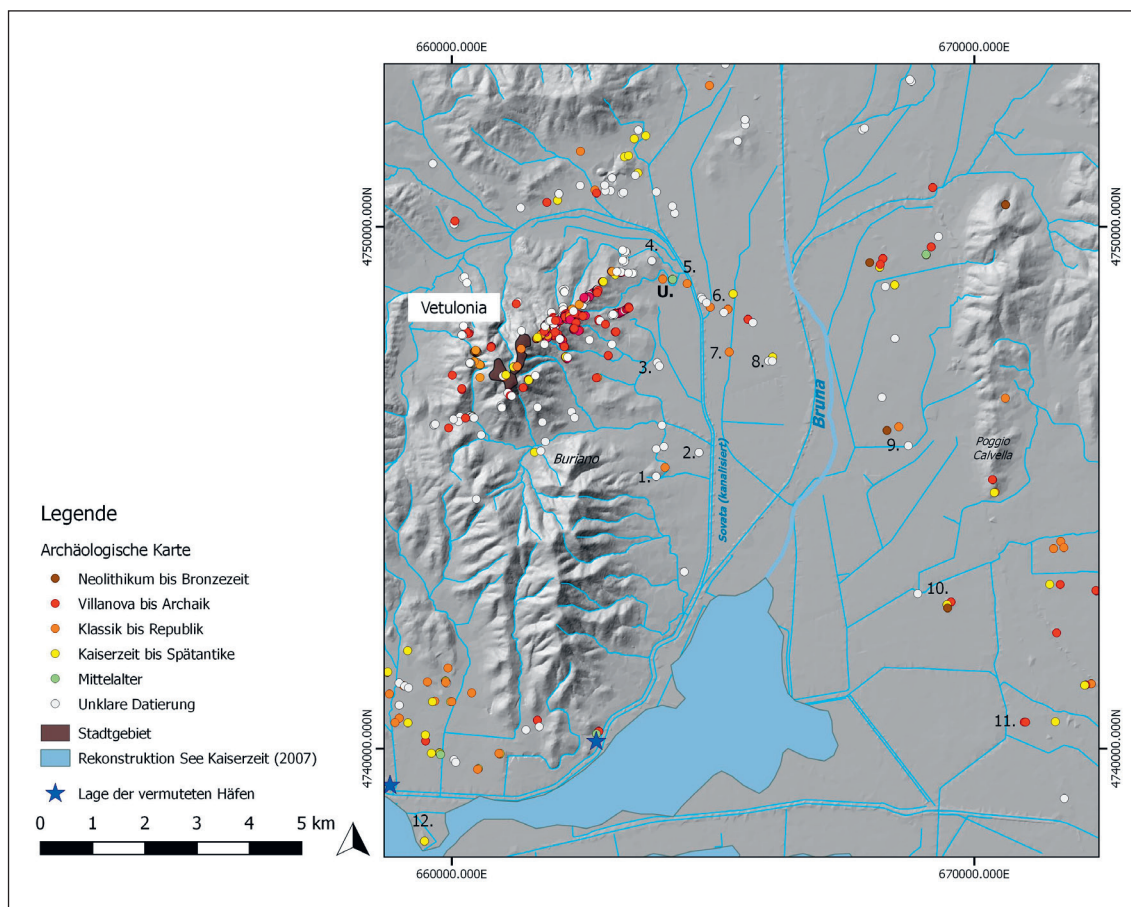 660000.000E
670000.000E
4750000.000N
4750000.000N
4.
5.
U.
6.
Vetulonia
3.
7.
8.
Bruna
Buriano
2.
1.
Sovata (kanalisiert)
9.
Poggio
Calvella
Legende
Archäologische Karte
Neolithikum bis Bronzezeit
Villanova bis Archaik
Klassik bis Republik
Kaiserzeit bis Spätantike
Mittelalter
Unklare Datierung
Stadtgebiet
Rekonstruktion See Kaiserzeit (2007)
Lage der vermuteten Häfen
0 1 2 3 4 5 km
10.
11.
4740000.000N
4740000.000N
12.
660000.000E
670000.000E